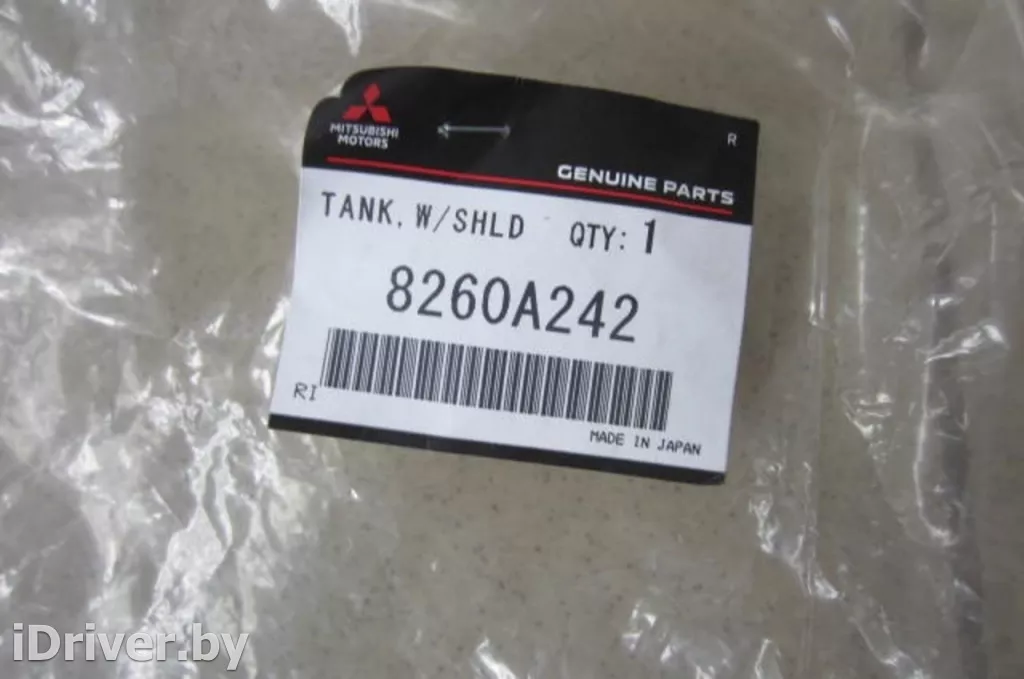 MITSUBISHI
MOTORS
R
GENUINE PARTS
TANK, W/SHLD QTY: 1
8260A242
RI
MADE IN JAPAN
iDriver.by